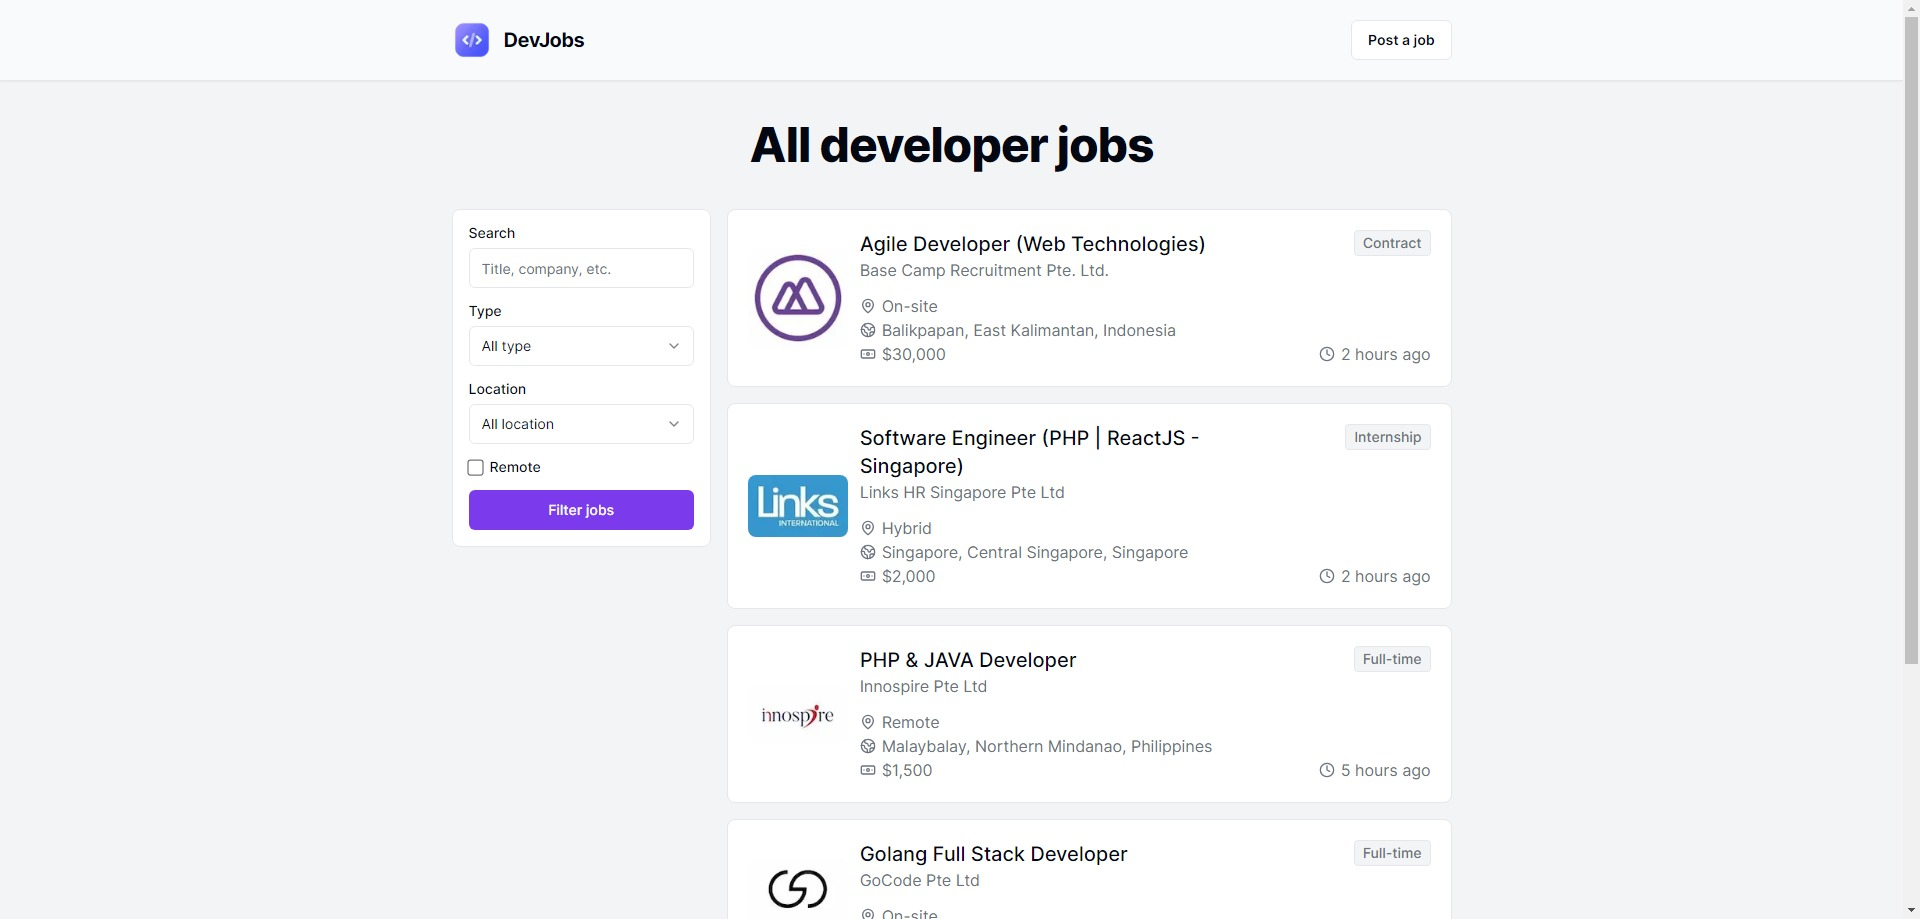 DevJobs
Post a job
All developer jobs
Search
Title, company, etc.
Type
All type
Location
All location
Remote
Filter jobs
Agile Developer (Web Technologies)
Contract
Base Camp Recruitment Pte. Ltd.
On-site
Balikpapan, East Kalimantan, Indonesia
$30,000
2 hours ago
Links
INTERNATIONAL
Software Engineer (PHP | ReactJS -
Singapore)
Internship
Links HR Singapore Pte Ltd
Hybrid
Singapore, Central Singapore, Singapore
$2,000
2 hours ago
innospire
PHP & JAVA Developer
Full-time
Innospire Pte Ltd
Remote
Malaybalay, Northern Mindanao, Philippines
$1,500
5 hours ago
Golang Full Stack Developer
Full-time
GoCode Pte Ltd
On-site